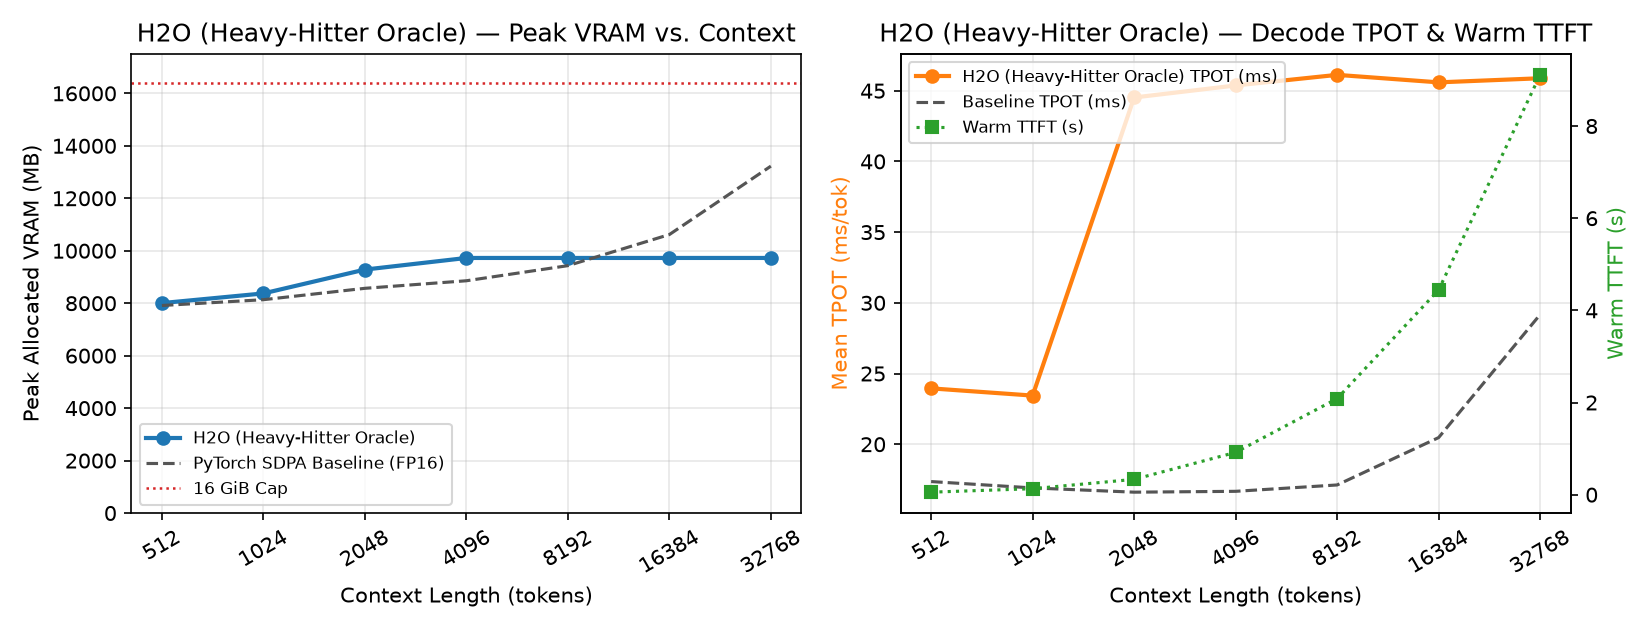 H2O (Heavy-Hitter Oracle) — Peak VRAM vs. Context
Peak Allocated VRAM (MB)
16000
14000
12000
10000
8000
6000
4000
2000
0
H2O (Heavy-Hitter Oracle)
PyTorch SDPA Baseline (FP16)
16 GiB Cap
512
1024
2048
4096
8192
16384
32768
Context Length (tokens)
H2O (Heavy-Hitter Oracle) — Decode TPOT & Warm TTFT
Mean TPOT (ms/tok)
45
40
35
30
25
20
H2O (Heavy-Hitter Oracle) TPOT (ms)
Baseline TPOT (ms)
Warm TTFT (s)
8
6
4
2
0
Warm TTFT (s)
512
1024
2048
4096
8192
16384
32768
Context Length (tokens)